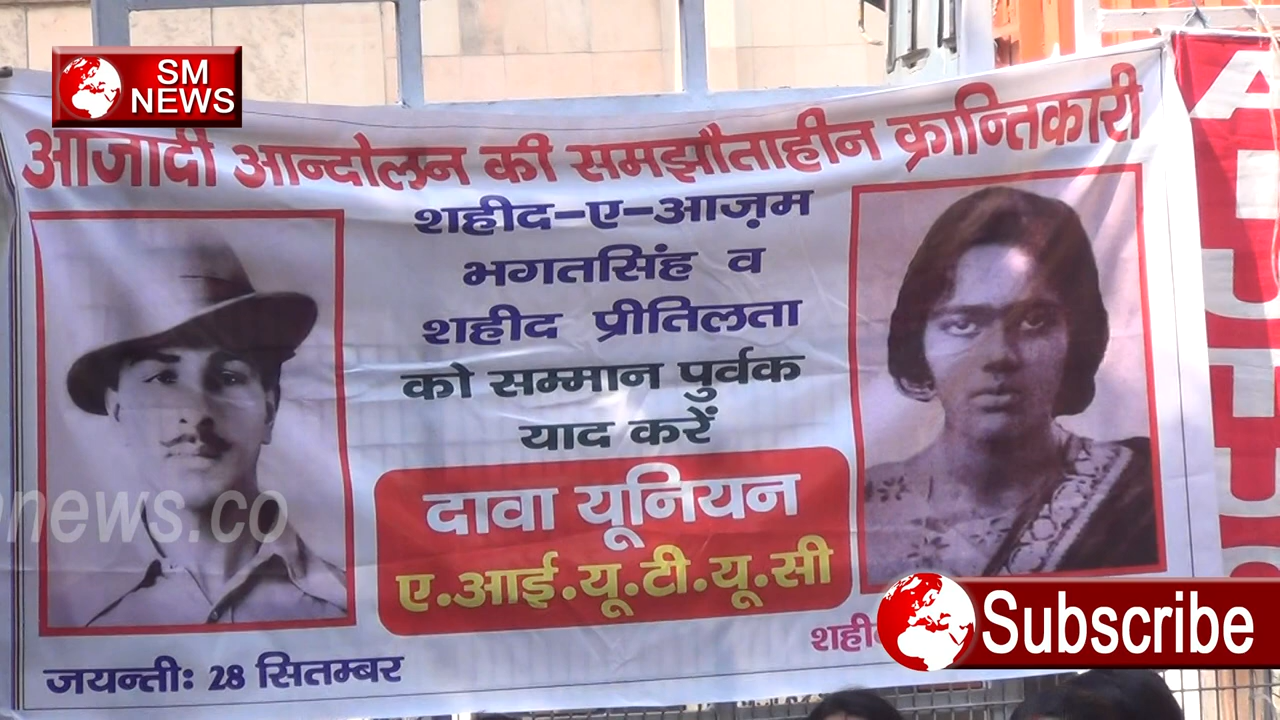 SM
NEWS
आजादी आन्दोलन की समझौताहीन क्रान्तिकारी
शहीद-ए-आज़म
भगतसिंह व
शहीद प्रीतिलता
को सम्मान पुर्वक
याद करें
दावा यूनियन
ए.आई.यू.टी.यू.सी
news.co
जयन्ती: 28 सितम्बर
Subscribe